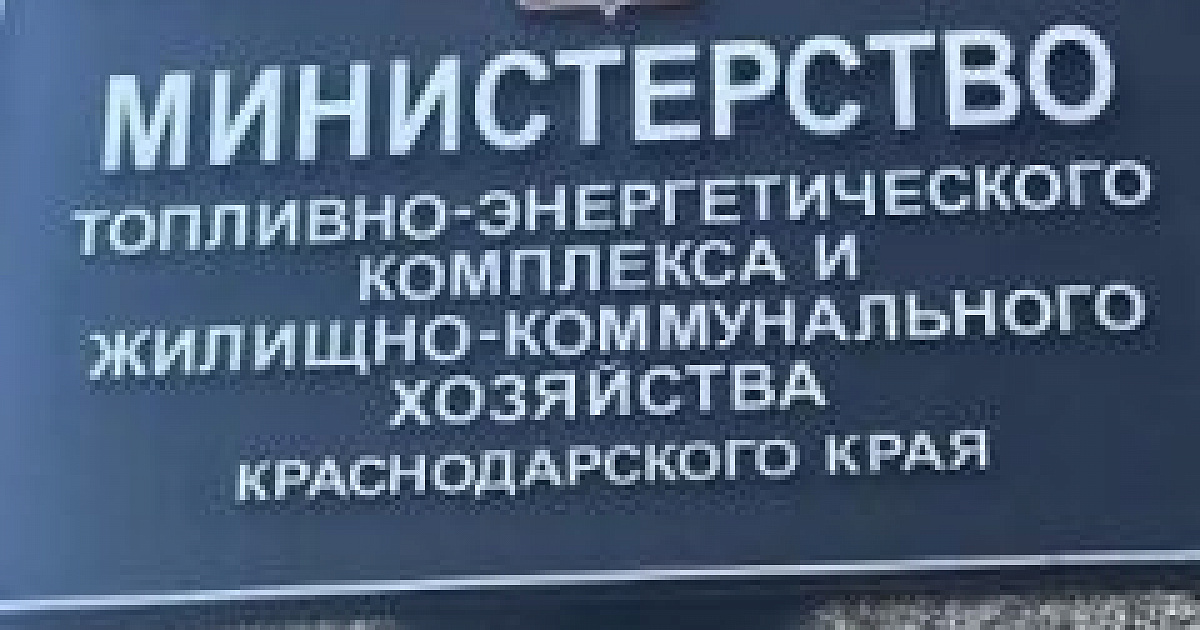 МИНИСТЕРСТВО
ТОПЛИВНО-ЭНЕРГЕТИЧЕСКОГО
КОМПЛЕКСА И
ЖИЛИЩНО-КОММУНАЛЬНОГО
ХОЗЯЙСТВА
КРАСНОДАРСКОГО КРАЯ